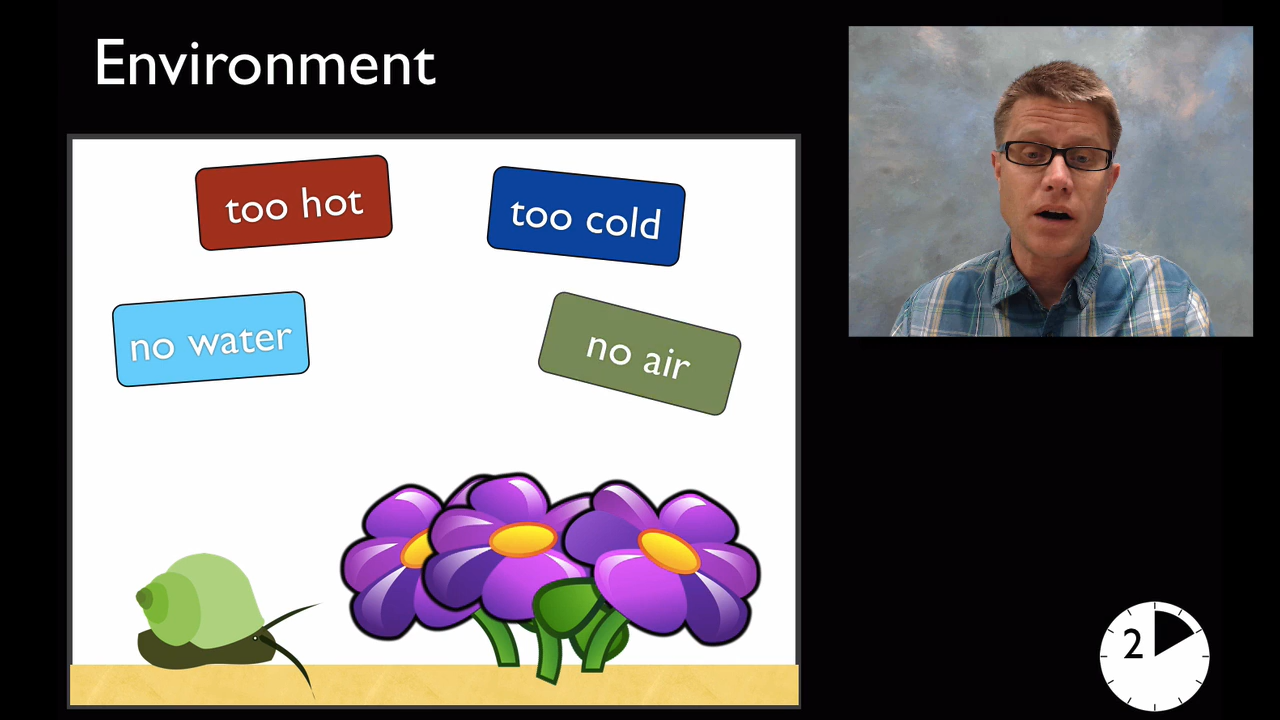 Environment
too hot
too cold
no water
no air
2